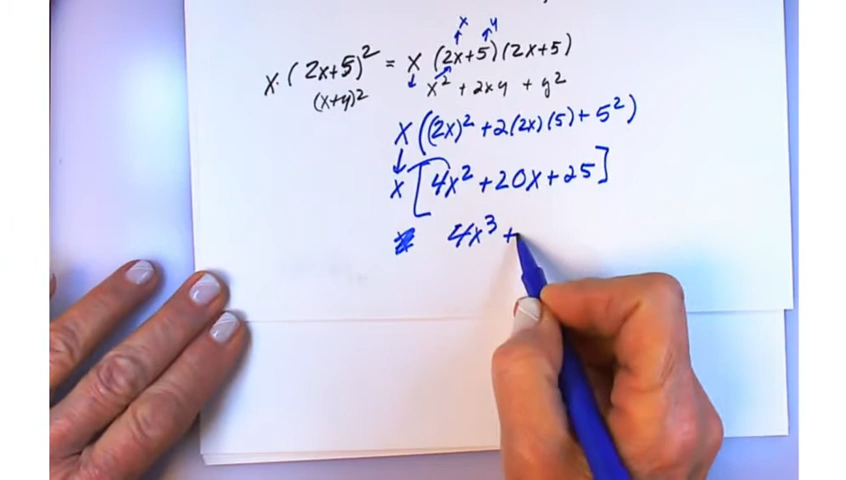 x y
x·(2x+5)² = x (2x+5)(2x+5)
(x+y)² x² + 2xy + y²
x((2x)² + 2(2x)(5) + 5²)
x[4x² + 20x + 25]
4x³ +